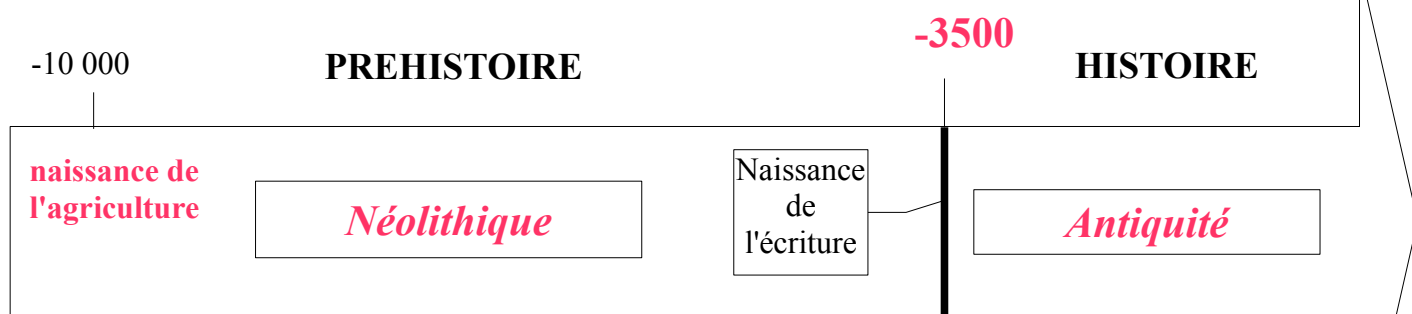 -3500
-10 000
PREHISTOIRE
HISTOIRE
naissance de
l'agriculture
Néolithique
Naissance
de
l'écriture
Antiquité